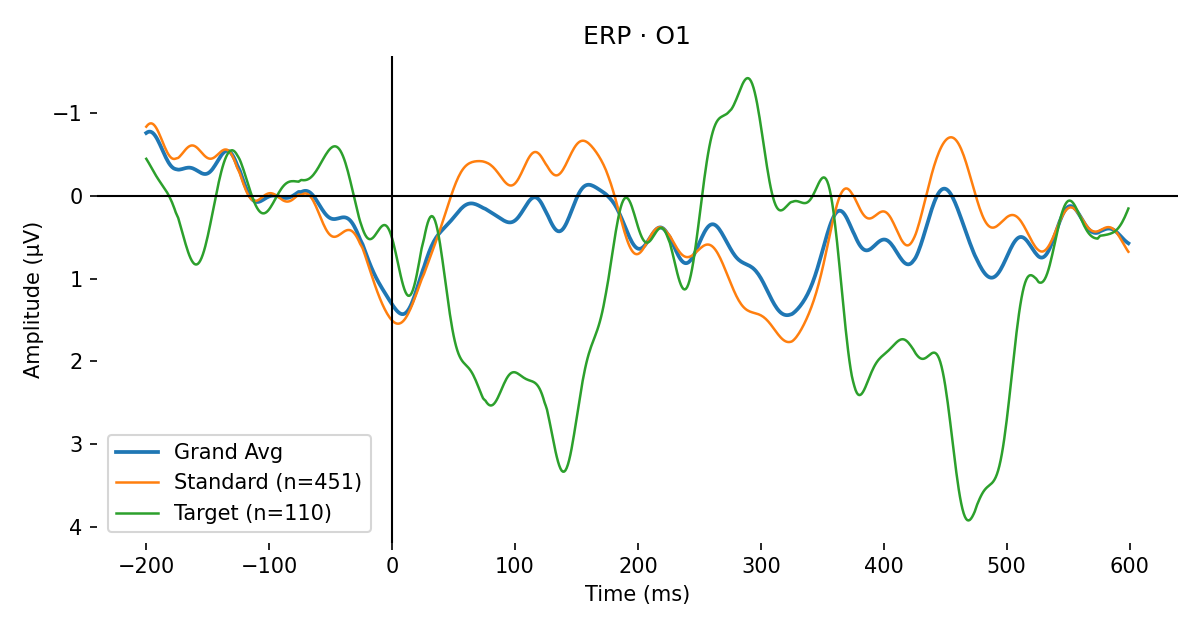 ERP · O1
Amplitude (µV)
−1
0
1
2
3
4
Grand Avg
Standard (n=451)
Target (n=110)
−200
−100
0
100
200
300
400
500
600
Time (ms)